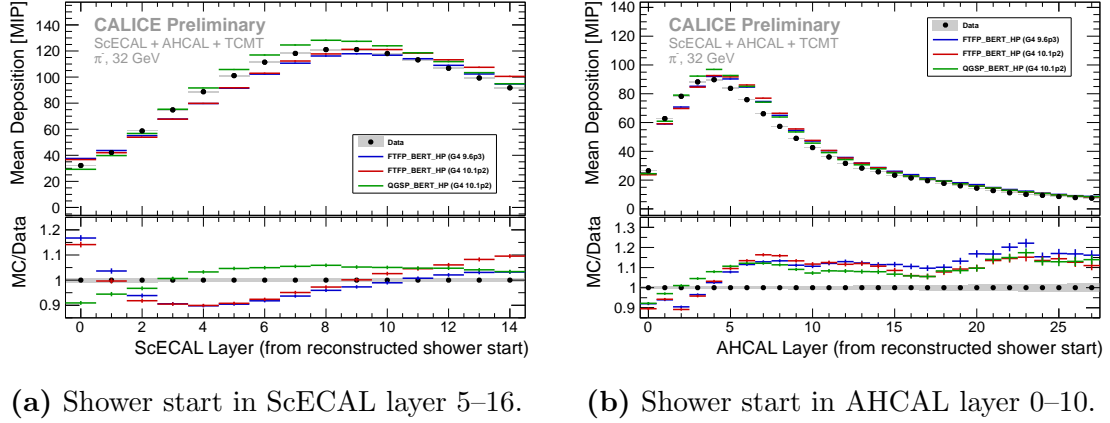 CALICE Preliminary
ScECAL + AHCAL + TCMT
π-, 32 GeV
Mean Deposition [MIP]
140
120
100
80
60
40
20
0
Data
FTFP_BERT_HP (G4 9.6p3)
FTFP_BERT_HP (G4 10.1p2)
QGSP_BERT_HP (G4 10.1p2)
MC/Data
1.2
1.1
1.0
0.9
0 2 4 6 8 10 12 14
ScECAL Layer (from reconstructed shower start)
(a) Shower start in ScECAL layer 5–16.
CALICE Preliminary
ScECAL + AHCAL + TCMT
π-, 32 GeV
Mean Deposition [MIP]
140
120
100
80
60
40
20
0
Data
FTFP_BERT_HP (G4 9.6p3)
FTFP_BERT_HP (G4 10.1p2)
QGSP_BERT_HP (G4 10.1p2)
MC/Data
1.3
1.2
1.1
1.0
0.9
0 5 10 15 20 25
AHCAL Layer (from reconstructed shower start)
(b) Shower start in AHCAL layer 0–10.